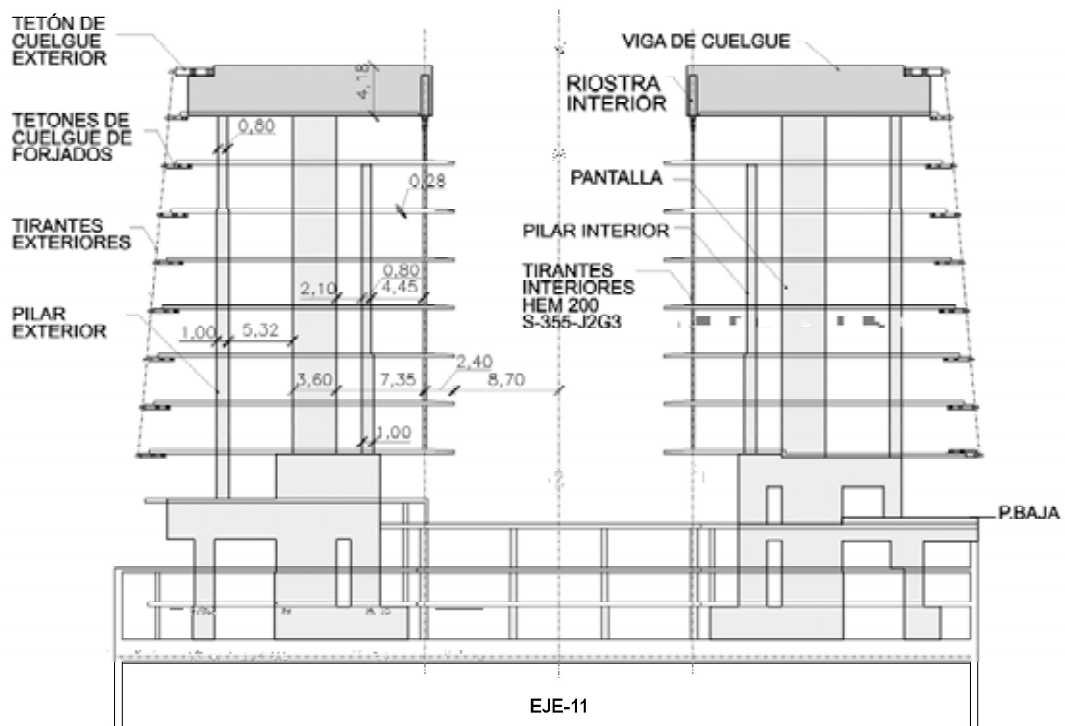 TETÓN DE
CUELGUE
EXTERIOR
VIGA DE CUELGUE
4,18
RIOSTRA
INTERIOR
TETONES DE
CUELGUE DE
FORJADOS
0,80
PANTALLA
0,28
TIRANTES
EXTERIORES
PILAR INTERIOR
TIRANTES
INTERIORES
HEM 200
S-355-J2G3
0,80
2,10
4,45
PILAR
EXTERIOR
1,00
5,32
2,40
3,60
7,35
8,70
1,00
P.BAJA
EJE-11